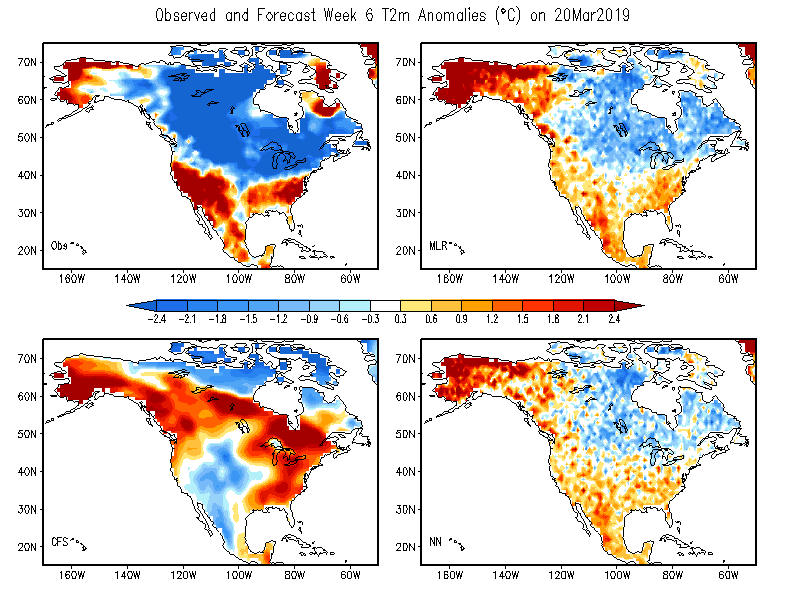 Observed and Forecast Week 6 T2m Anomalies (°C) on 20Mar2019
70N
60N
50N
40N
30N
20N
Obs
160W 140W 120W 100W 80W 60W
70N
60N
50N
40N
30N
20N
MLR
160W 140W 120W 100W 80W 60W
-2.4 -2.1 -1.8 -1.5 -1.2 -0.9 -0.6 -0.3 0.3 0.6 0.9 1.2 1.5 1.8 2.1 2.4
70N
60N
50N
40N
30N
20N
CFS
160W 140W 120W 100W 80W 60W
70N
60N
50N
40N
30N
20N
NN
160W 140W 120W 100W 80W 60W